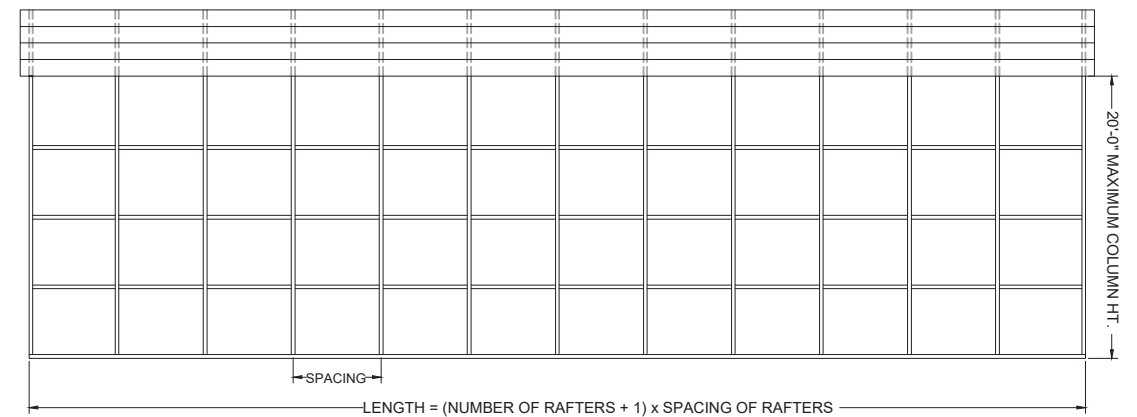 20'-0" MAXIMUM COLUMN HT.
SPACING
LENGTH = (NUMBER OF RAFTERS + 1) x SPACING OF RAFTERS